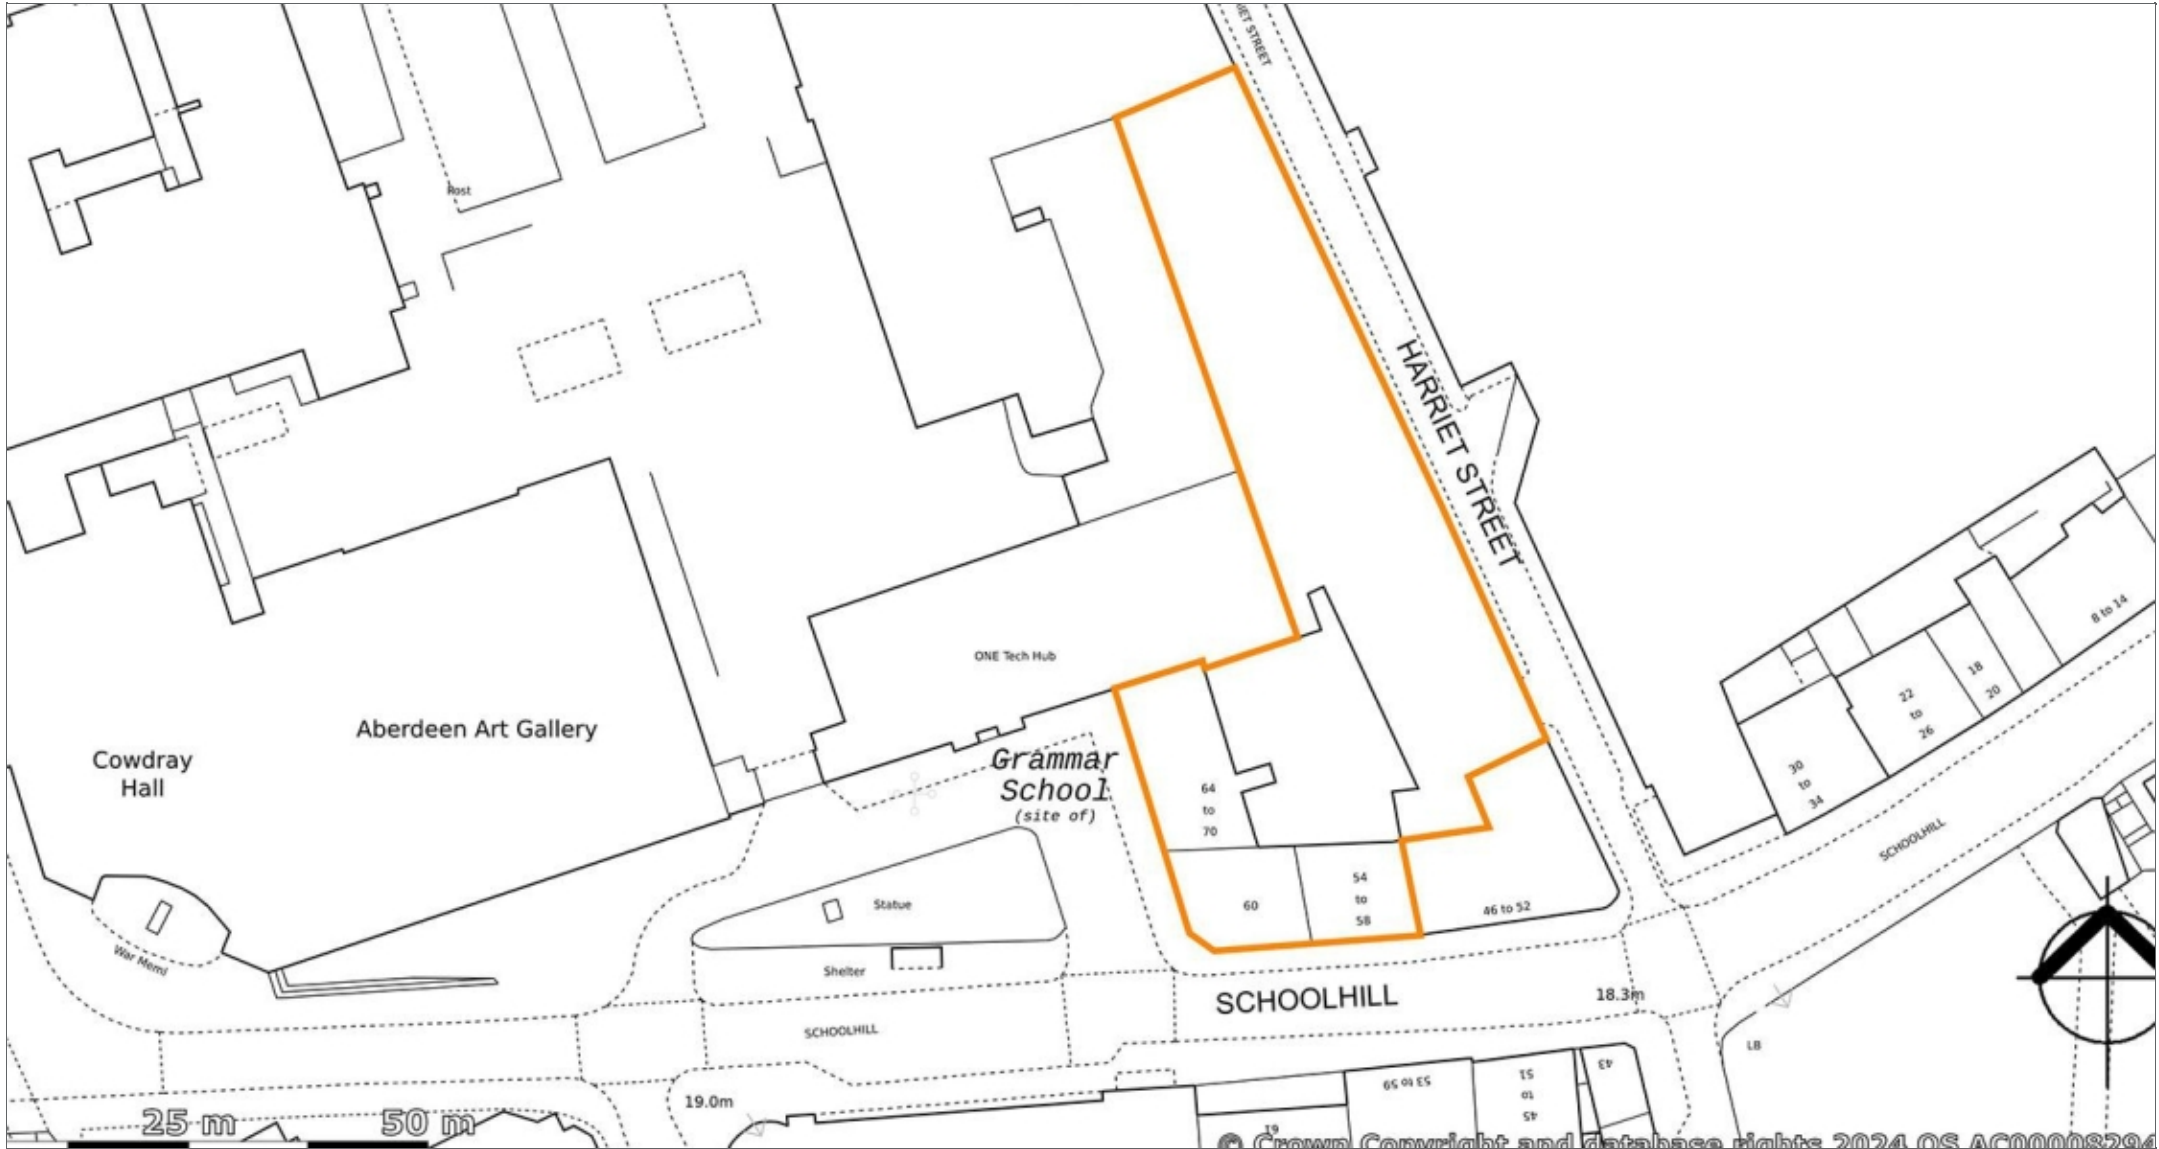 STREET
HARRIET STREET
Post
ONE Tech Hub
Aberdeen Art Gallery
Cowdray
Hall
Grammar
School
(site of)
64
to
70
60
54
to
58
46 to 52
8 to 14
18
20
22
to
26
30
to
34
SCHOOLHILL
Statue
Shelter
War Meml
SCHOOLHILL
SCHOOLHILL
18.3m
LB
19.0m
43
51
to
45
53 to 59
61
25 m
50 m
© Crown Copyright and database rights 2024 OS AC00008294